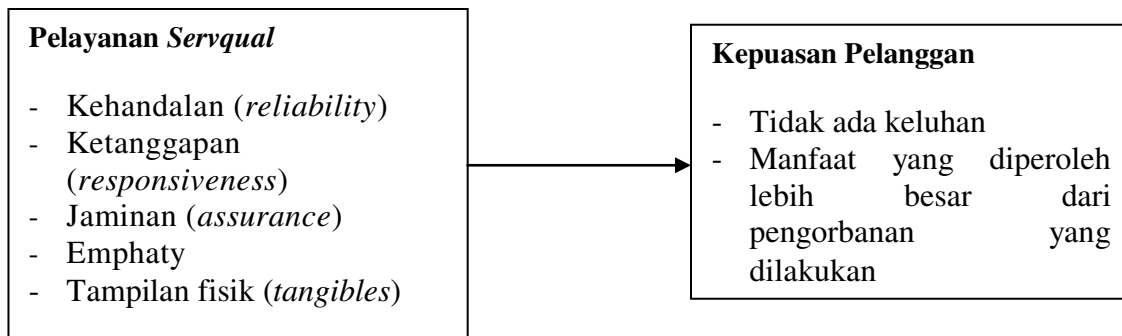 Pelayanan Servqual
- Kehandalan (reliability)
- Ketanggapan
(responsiveness)
- Jaminan (assurance)
- Emphaty
- Tampilan fisik (tangibles)
Kepuasan Pelanggan
- Tidak ada keluhan
- Manfaat yang diperoleh
lebih besar dari
pengorbanan yang
dilakukan